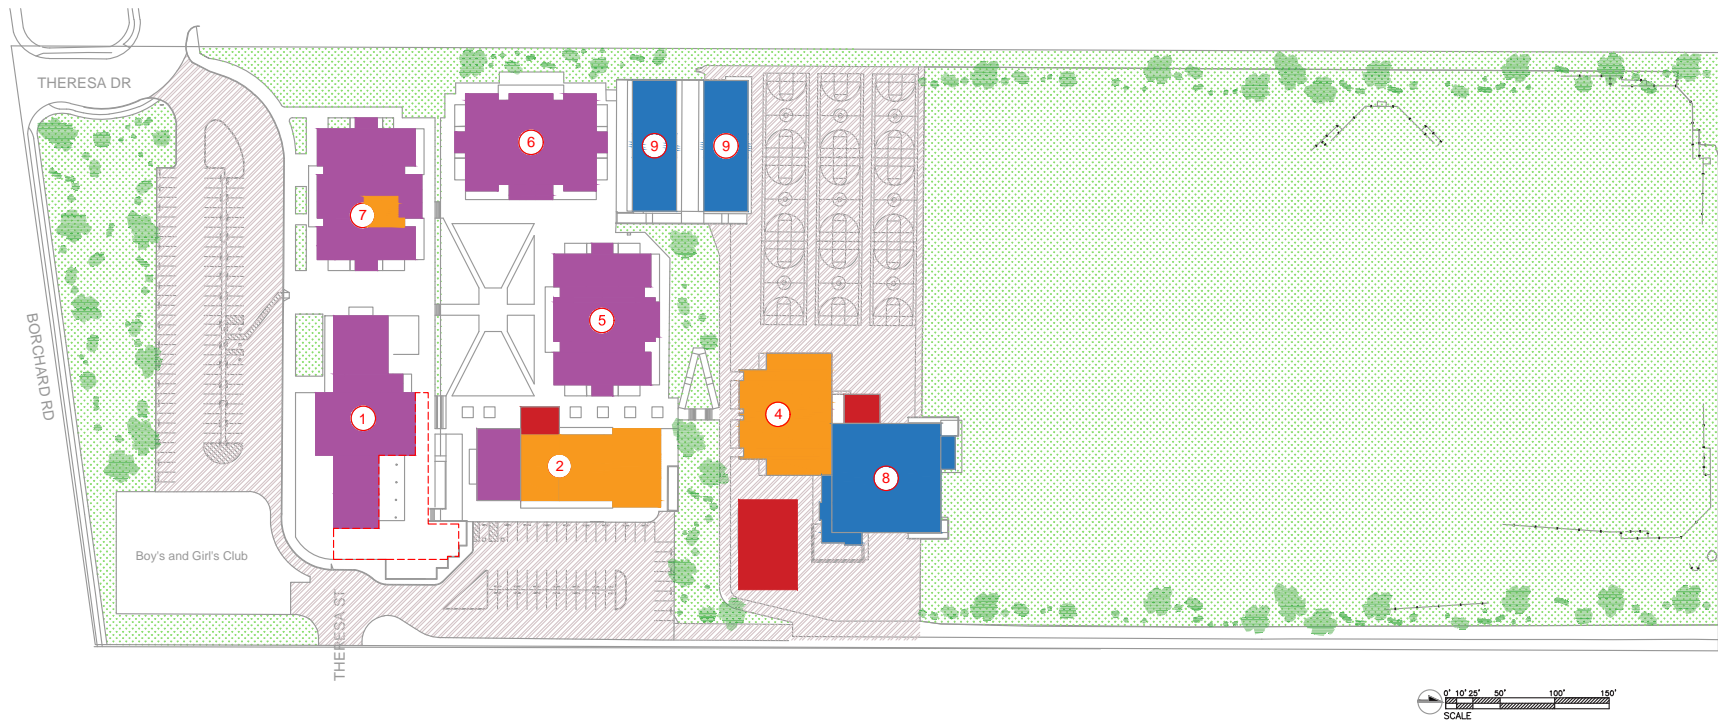 THERESA DR
6
9
9
7
5
BORCHARD RD
1
4
2
8
Boy's and Girl's Club
THERESA ST
0' 10' 25' 50' 100' 150'
SCALE